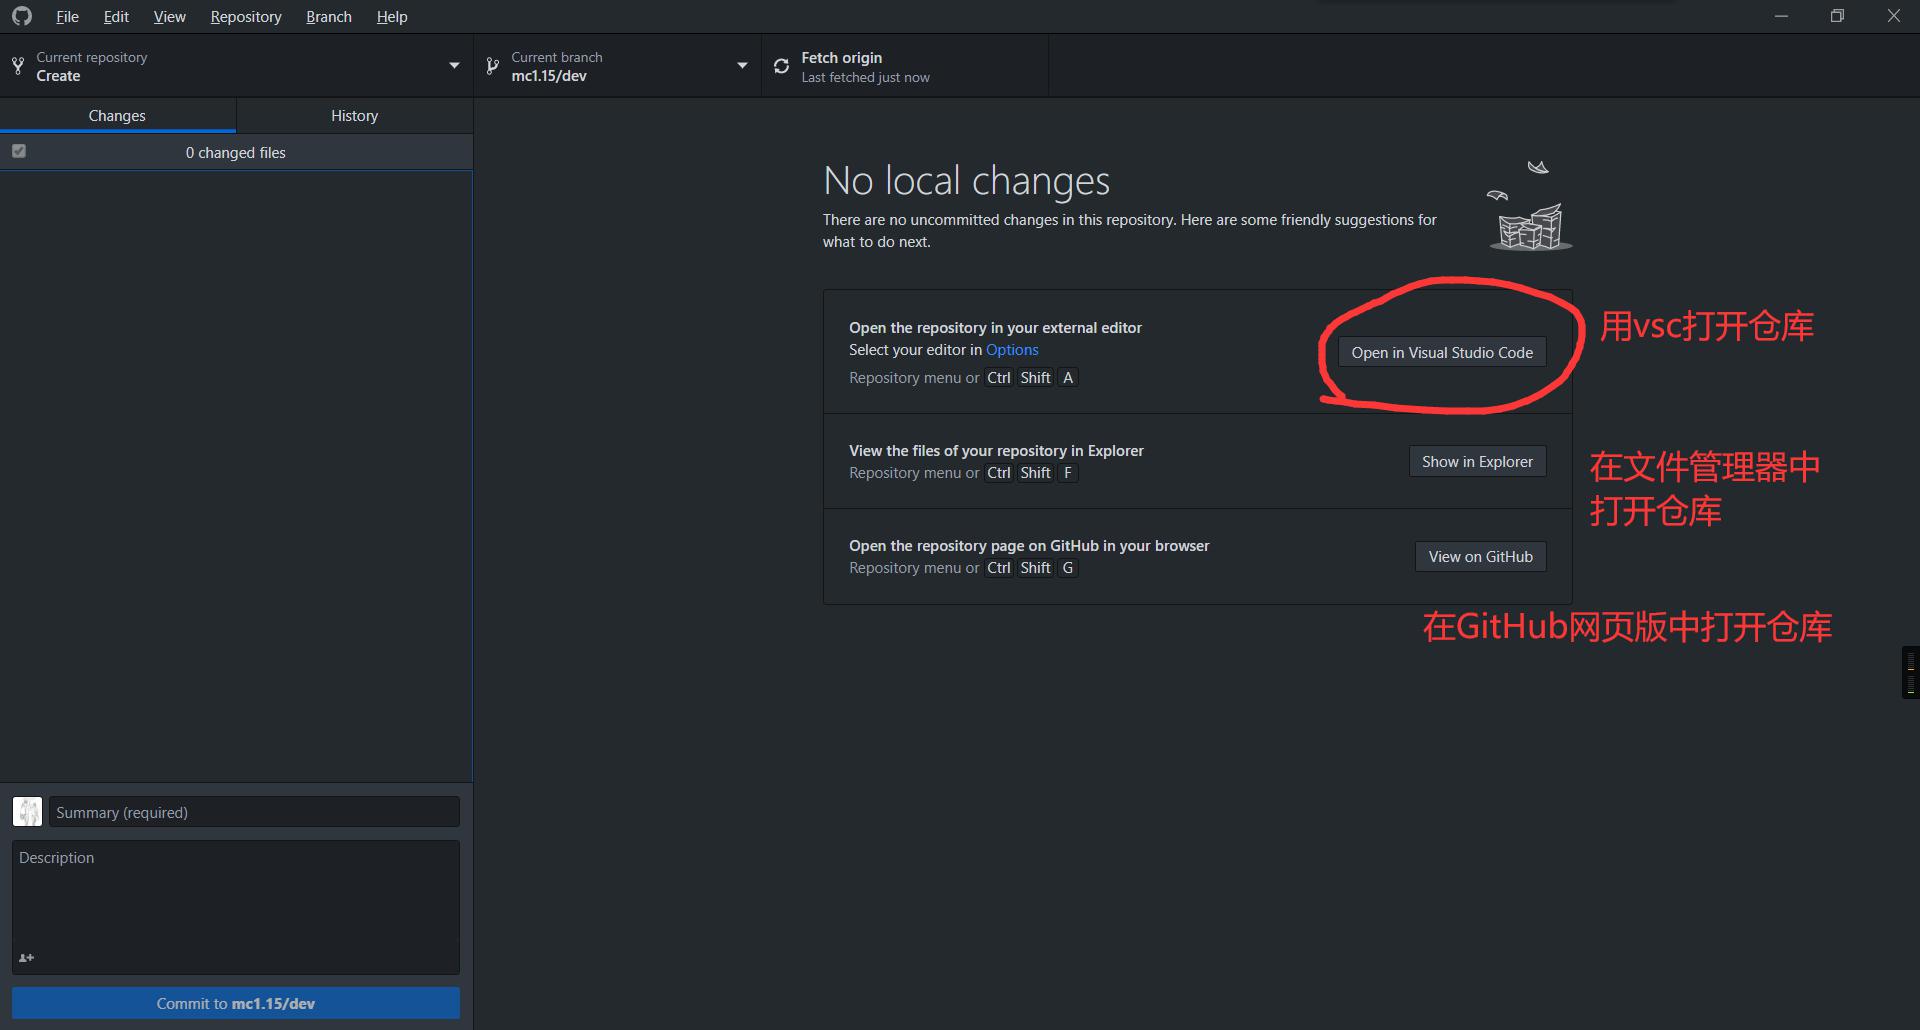 File Edit View Repository Branch Help
Current repository
Create
Current branch
mc1.15/dev
Fetch origin
Last fetched just now
Changes
History
0 changed files
No local changes
There are no uncommitted changes in this repository. Here are some friendly suggestions for
what to do next.
Open the repository in your external editor
Select your editor in Options
Repository menu or Ctrl Shift A
Open in Visual Studio Code
用vsc打开仓库
View the files of your repository in Explorer
Repository menu or Ctrl Shift F
Show in Explorer
在文件管理器中
打开仓库
Open the repository page on GitHub in your browser
Repository menu or Ctrl Shift G
View on GitHub
在GitHub网页版中打开仓库
Summary (required)
Description
Commit to mc1.15/dev